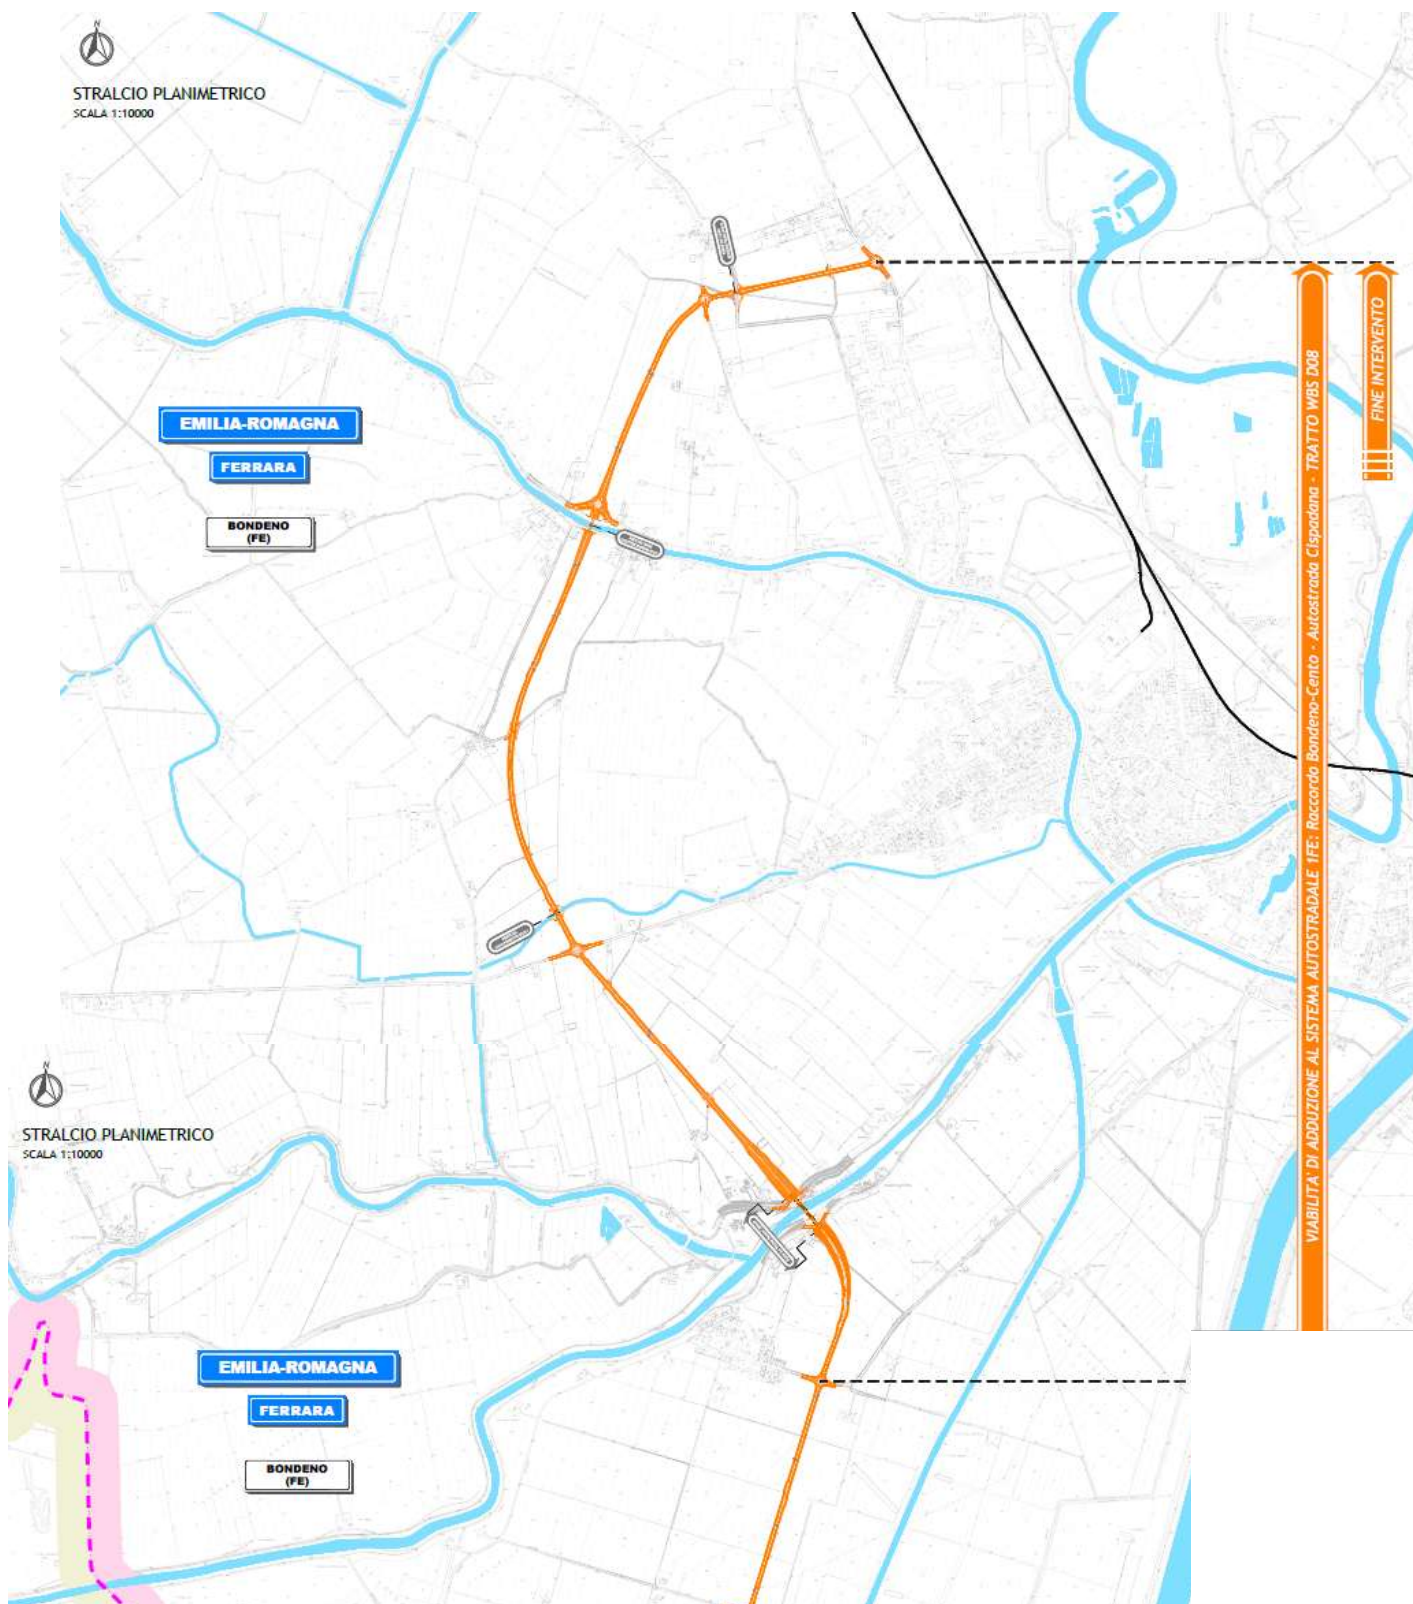 N
STRALCIO PLANIMETRICO
SCALA 1:10000
EMILIA-ROMAGNA
FERRARA
BONDENO
(FE)
FINE INTERVENTO
VIABILITA' DI ADDUZIONE AL SISTEMA AUTOSTRADALE 1FE: Raccordo Bondeno-Cento - Autostrada Cispadana - TRATTO WBS D08
N
STRALCIO PLANIMETRICO
SCALA 1:10000
EMILIA-ROMAGNA
FERRARA
BONDENO
(FE)